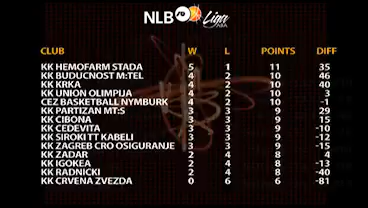 NLB Liga
ABA
CLUB W L POINTS DIFF
KK HEMOFARM STADA 5 1 11 35
KK BUDUCNOST M:TEL 4 2 10 46
KK KRKA 4 2 10 40
KK UNION OLIMPIJA 4 2 10 3
CEZ BASKETBALL NYMBURK 4 2 10 -1
KK PARTIZAN MT:S 3 3 9 29
KK CIBONA 3 3 9 15
KK CEDEVITA 3 3 9 -10
KK SIROKI TT KABELI 3 3 9 -12
KK ZAGREB CRO OSIGURANJE 3 3 9 -15
KK ZADAR 2 4 8 4
KK IGOKEA 2 4 8 -13
KK RADNICKI 2 4 8 -40
KK CRVENA ZVEZDA 0 6 6 -81